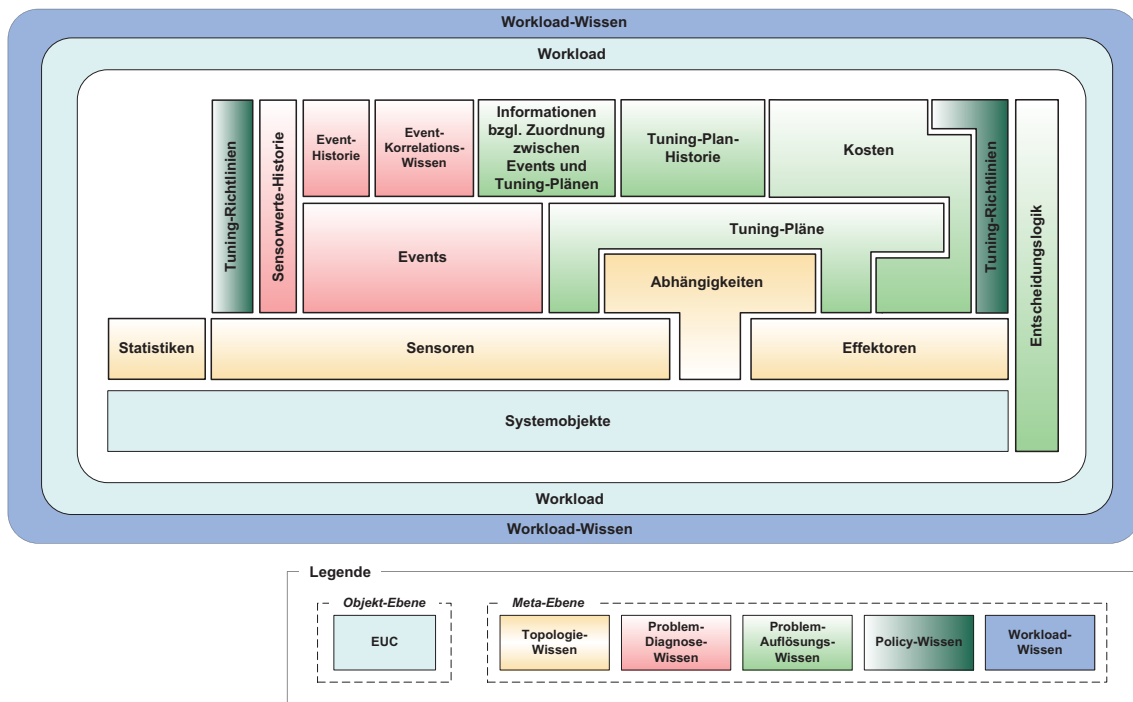 Workload-Wissen
Workload
Tuning-Richtlinien
Sensorwerte-Historie
Event-
Historie
Event-
Korrelations-
Wissen
Informationen
bzgl. Zuordnung
zwischen
Events und
Tuning-Plänen
Tuning-Plan-
Historie
Kosten
Tuning-Richtlinien
Entscheidungslogik
Events
Tuning-Pläne
Abhängigkeiten
Statistiken
Sensoren
Effektoren
Systemobjekte
Workload
Workload-Wissen
Legende
Objekt-Ebene
EUC
Meta-Ebene
Topologie-
Wissen
Problem-
Diagnose-
Wissen
Problem-
Auflösungs-
Wissen
Policy-Wissen
Workload-
Wissen